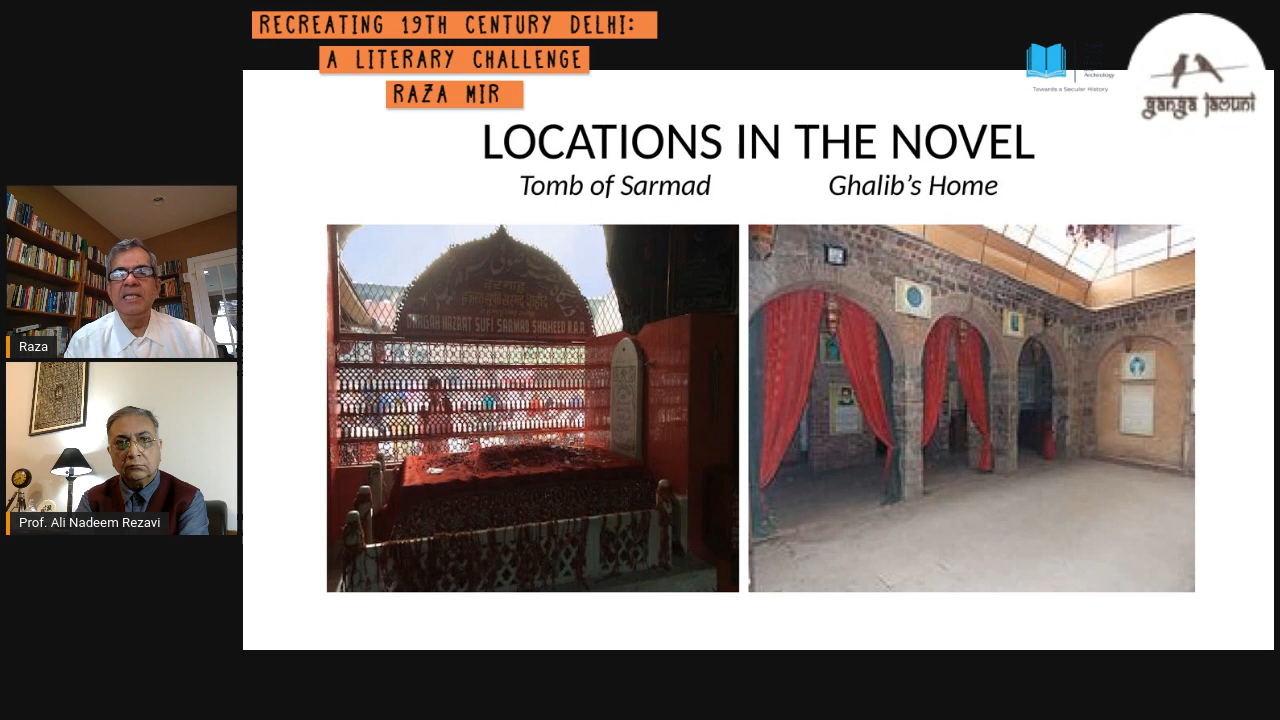 RECREATING 19TH CENTURY DELHI:
A LITERARY CHALLENGE
RAZA MIR
Towards a Secular History
ganga jamuni
LOCATIONS IN THE NOVEL
Tomb of Sarmad
Ghalib's Home
दरगाह
DARGAH HAZRAT SUFI SARMAD SHAHEED R.A.R
Raza
Prof. Ali Nadeem Rezavi